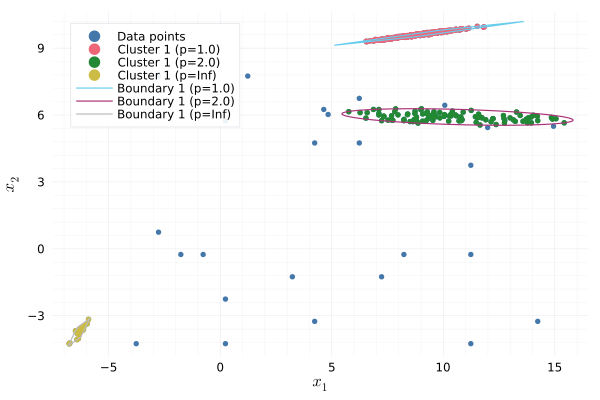 Data points
Cluster 1 (p=1.0)
Cluster 1 (p=2.0)
Cluster 1 (p=Inf)
Boundary 1 (p=1.0)
Boundary 1 (p=2.0)
Boundary 1 (p=Inf)
9
6
3
0
−3
x₂
−5 0 5 10 15
x₁